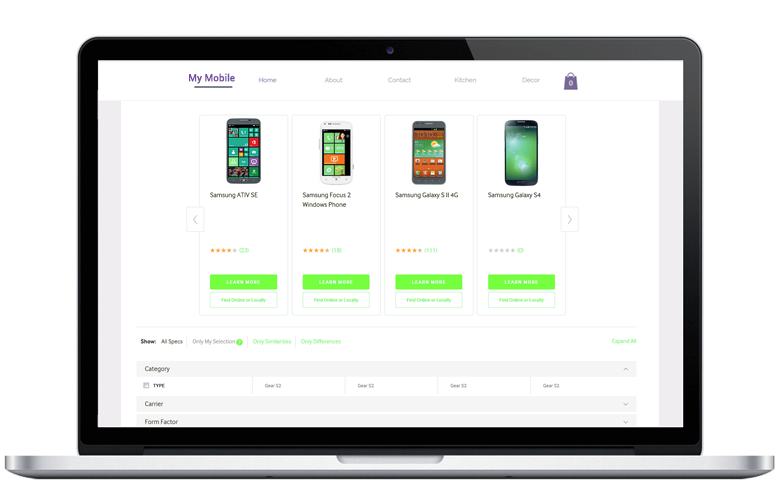 My Mobile
Home
About
Contact
Kitchen
Decor
0
Samsung ATIV SE
Samsung Focus 2
Windows Phone
Samsung Galaxy S II 4G
Samsung Galaxy S4
(23)
(18)
(111)
(0)
LEARN MORE
LEARN MORE
LEARN MORE
LEARN MORE
Find Online or Locally
Find Online or Locally
Find Online or Locally
Find Online or Locally
Show: All Specs Only My Selection ? Only Similarities Only Differences Expand All
Category
TYPE Gear S2 Gear S2 Gear S2 Gear S2
Carrier
Form Factor